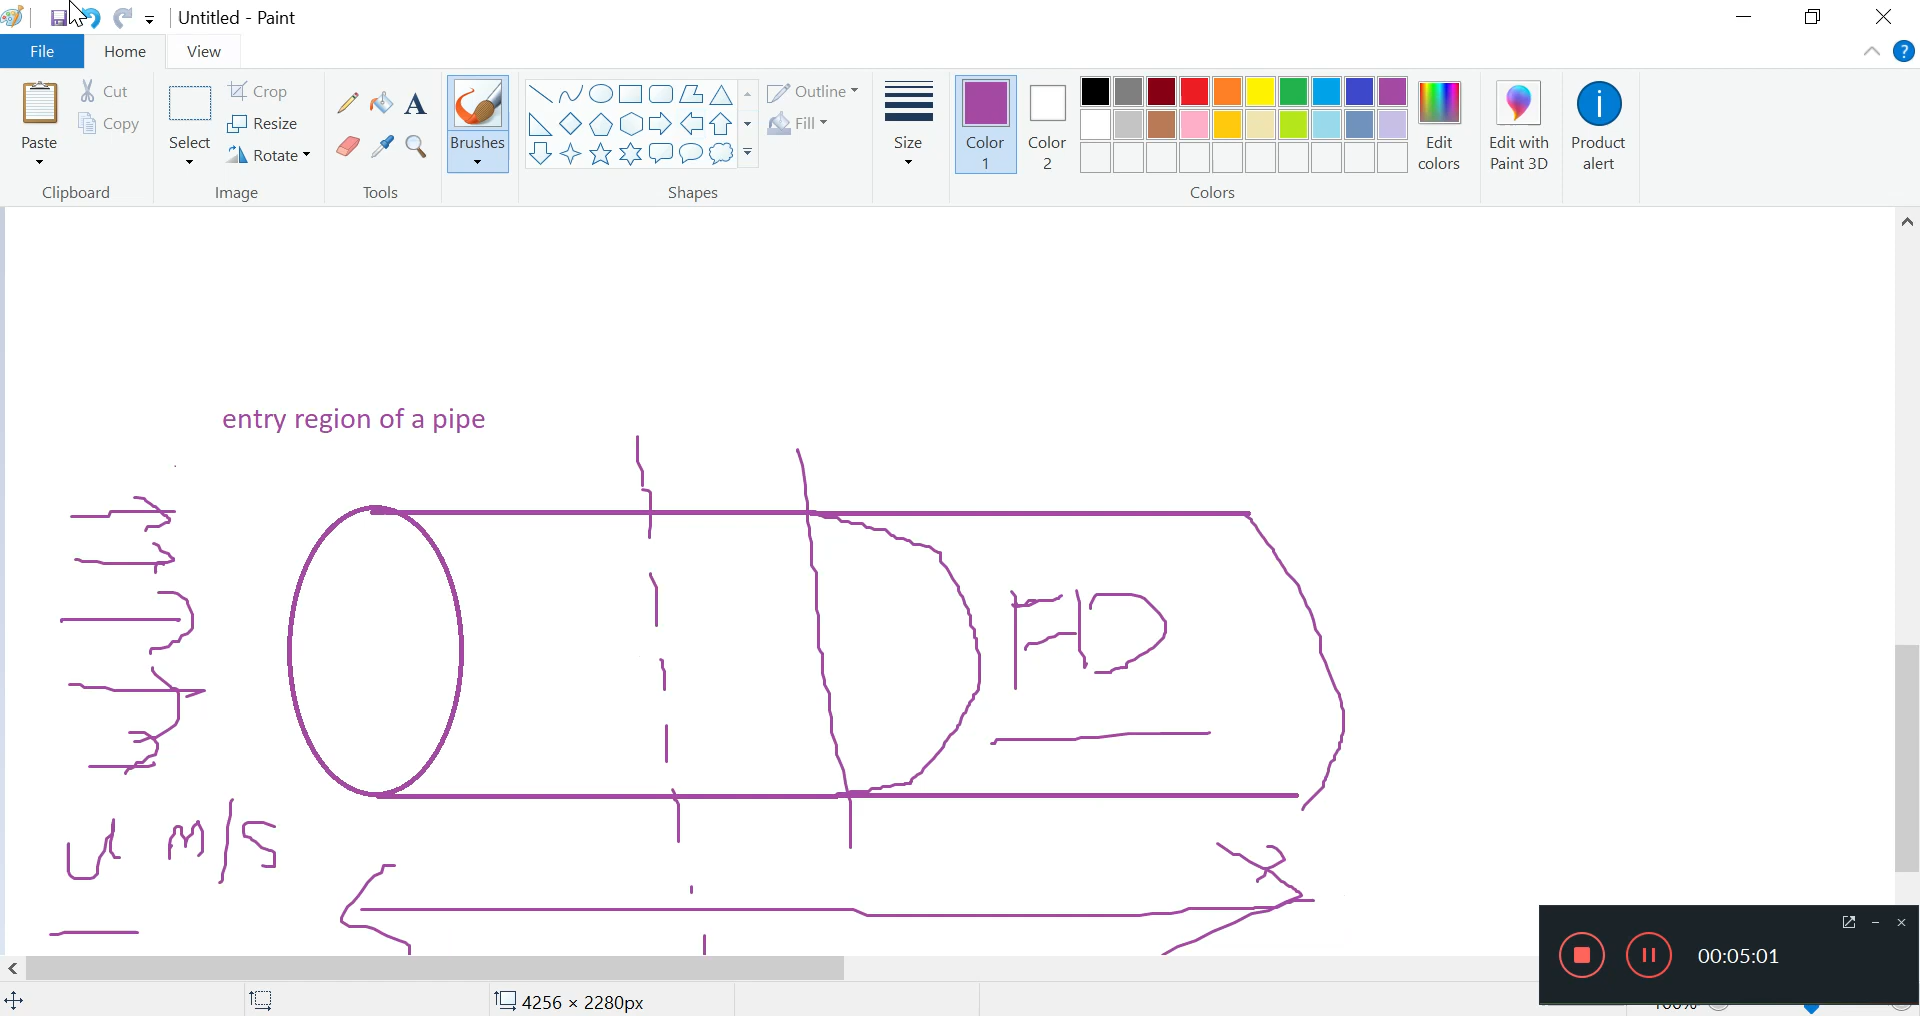 Untitled - Paint
File Home View
Paste
Cut
Copy
Clipboard
Select
Crop
Resize
Rotate
Image
Tools
Brushes
Shapes
Outline
Fill
Size
Color 1
Color 2
Colors
Edit colors
Edit with Paint 3D
Product alert
entry region of a pipe
FD
U m/s
00:05:01
4256 × 2280px